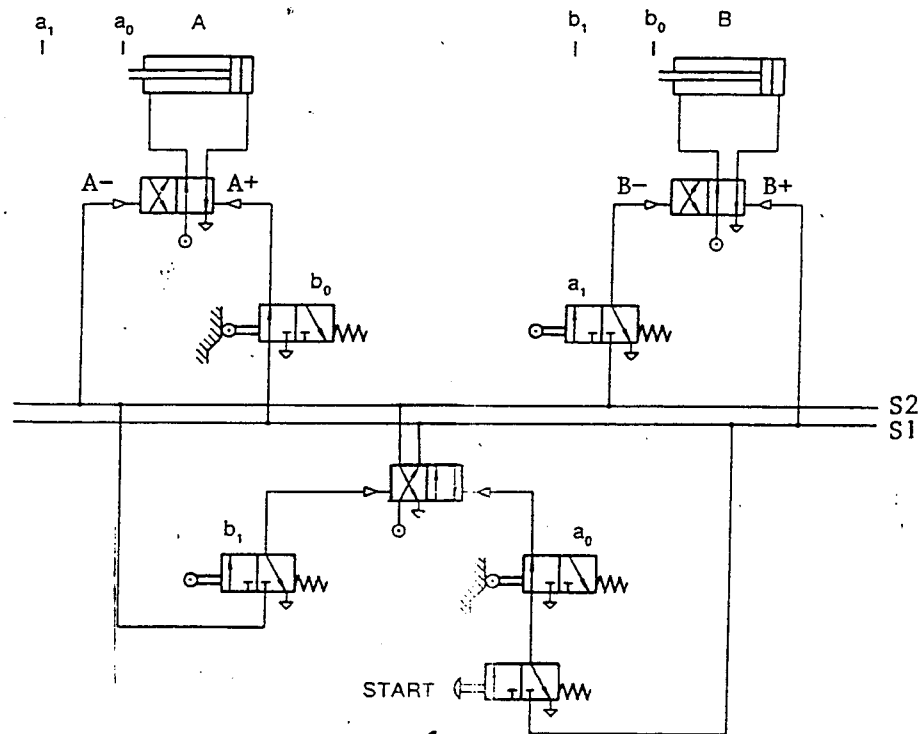 a1 a0 A b1 b0 B
A- A+ B- B+
b0 a1
S2
S1
b1 a0
START